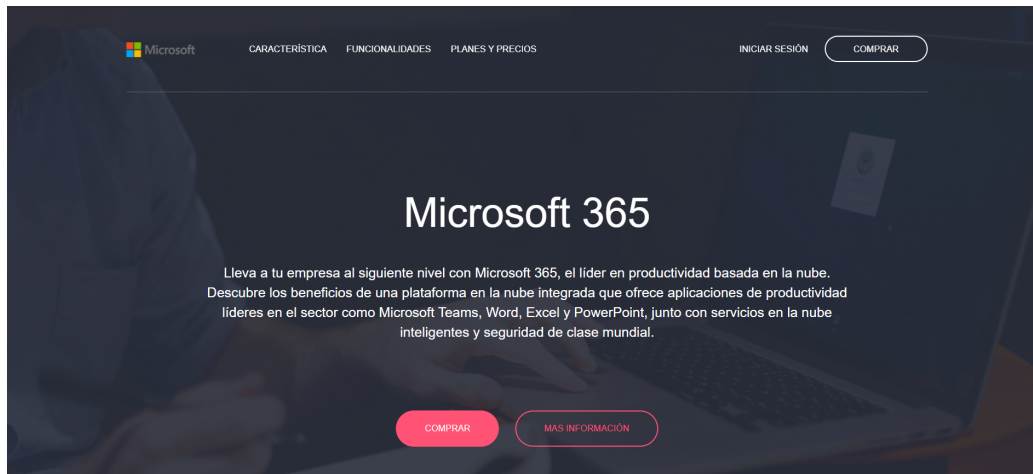 Microsoft CARACTERÍSTICA FUNCIONALIDADES PLANES Y PRECIOS INICIAR SESIÓN COMPRAR
Microsoft 365
Lleva a tu empresa al siguiente nivel con Microsoft 365, el líder en productividad basada en la nube.
Descubre los beneficios de una plataforma en la nube integrada que ofrece aplicaciones de productividad
líderes en el sector como Microsoft Teams, Word, Excel y PowerPoint, junto con servicios en la nube
inteligentes y seguridad de clase mundial.
COMPRAR MAS INFORMACIÓN